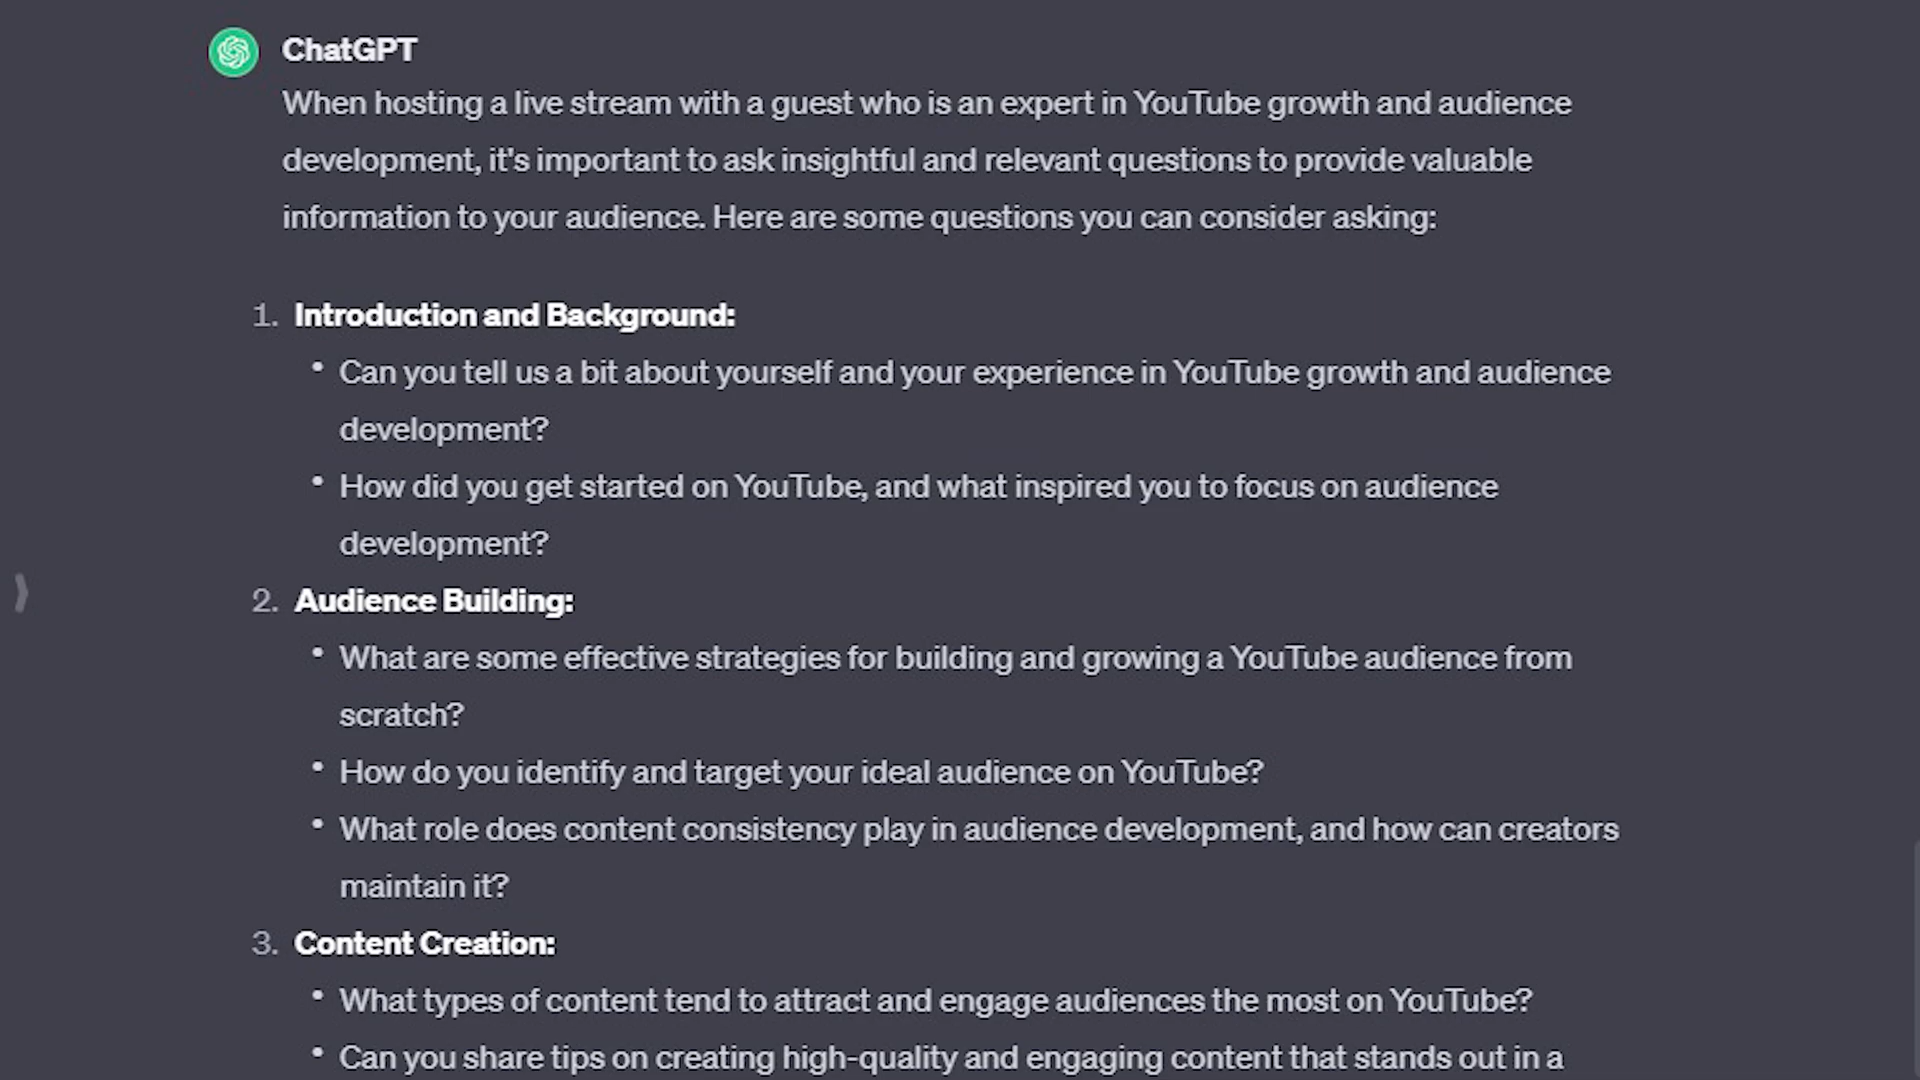 ChatGPT
When hosting a live stream with a guest who is an expert in YouTube growth and audience
development, it's important to ask insightful and relevant questions to provide valuable
information to your audience. Here are some questions you can consider asking:
1. Introduction and Background:
• Can you tell us a bit about yourself and your experience in YouTube growth and audience
development?
• How did you get started on YouTube, and what inspired you to focus on audience
development?
2. Audience Building:
• What are some effective strategies for building and growing a YouTube audience from
scratch?
• How do you identify and target your ideal audience on YouTube?
• What role does content consistency play in audience development, and how can creators
maintain it?
3. Content Creation:
• What types of content tend to attract and engage audiences the most on YouTube?
• Can you share tips on creating high-quality and engaging content that stands out in a